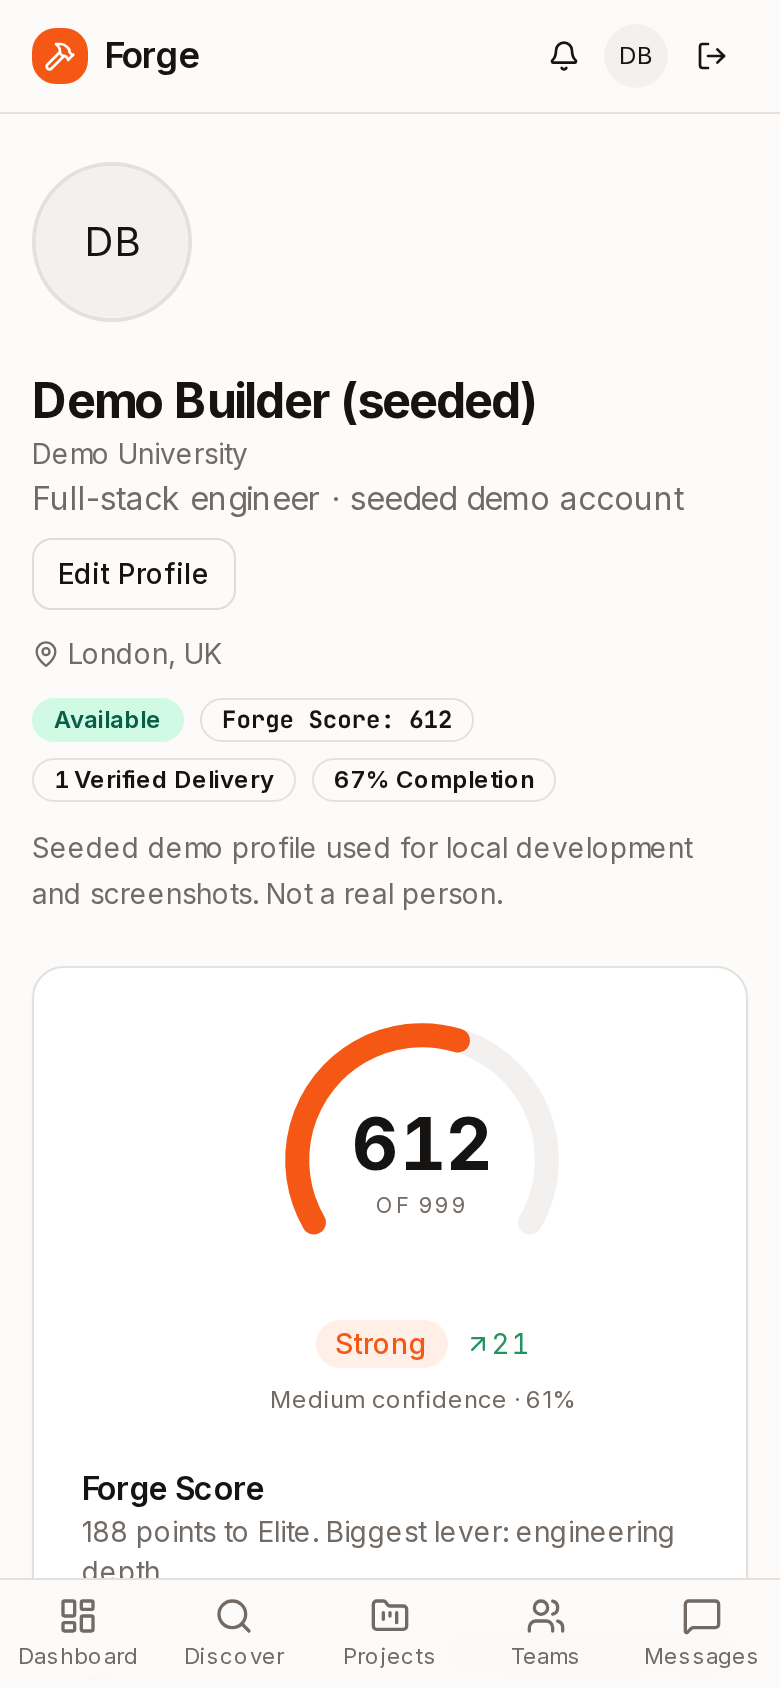 Forge
DB
DB
Demo Builder (seeded)
Demo University
Full-stack engineer · seeded demo account
Edit Profile
London, UK
Available
Forge Score: 612
1 Verified Delivery
67% Completion
Seeded demo profile used for local development
and screenshots. Not a real person.
612
OF 999
Strong
21
Medium confidence · 61%
Forge Score
188 points to Elite. Biggest lever: engineering
depth
Dashboard
Discover
Projects
Teams
Messages